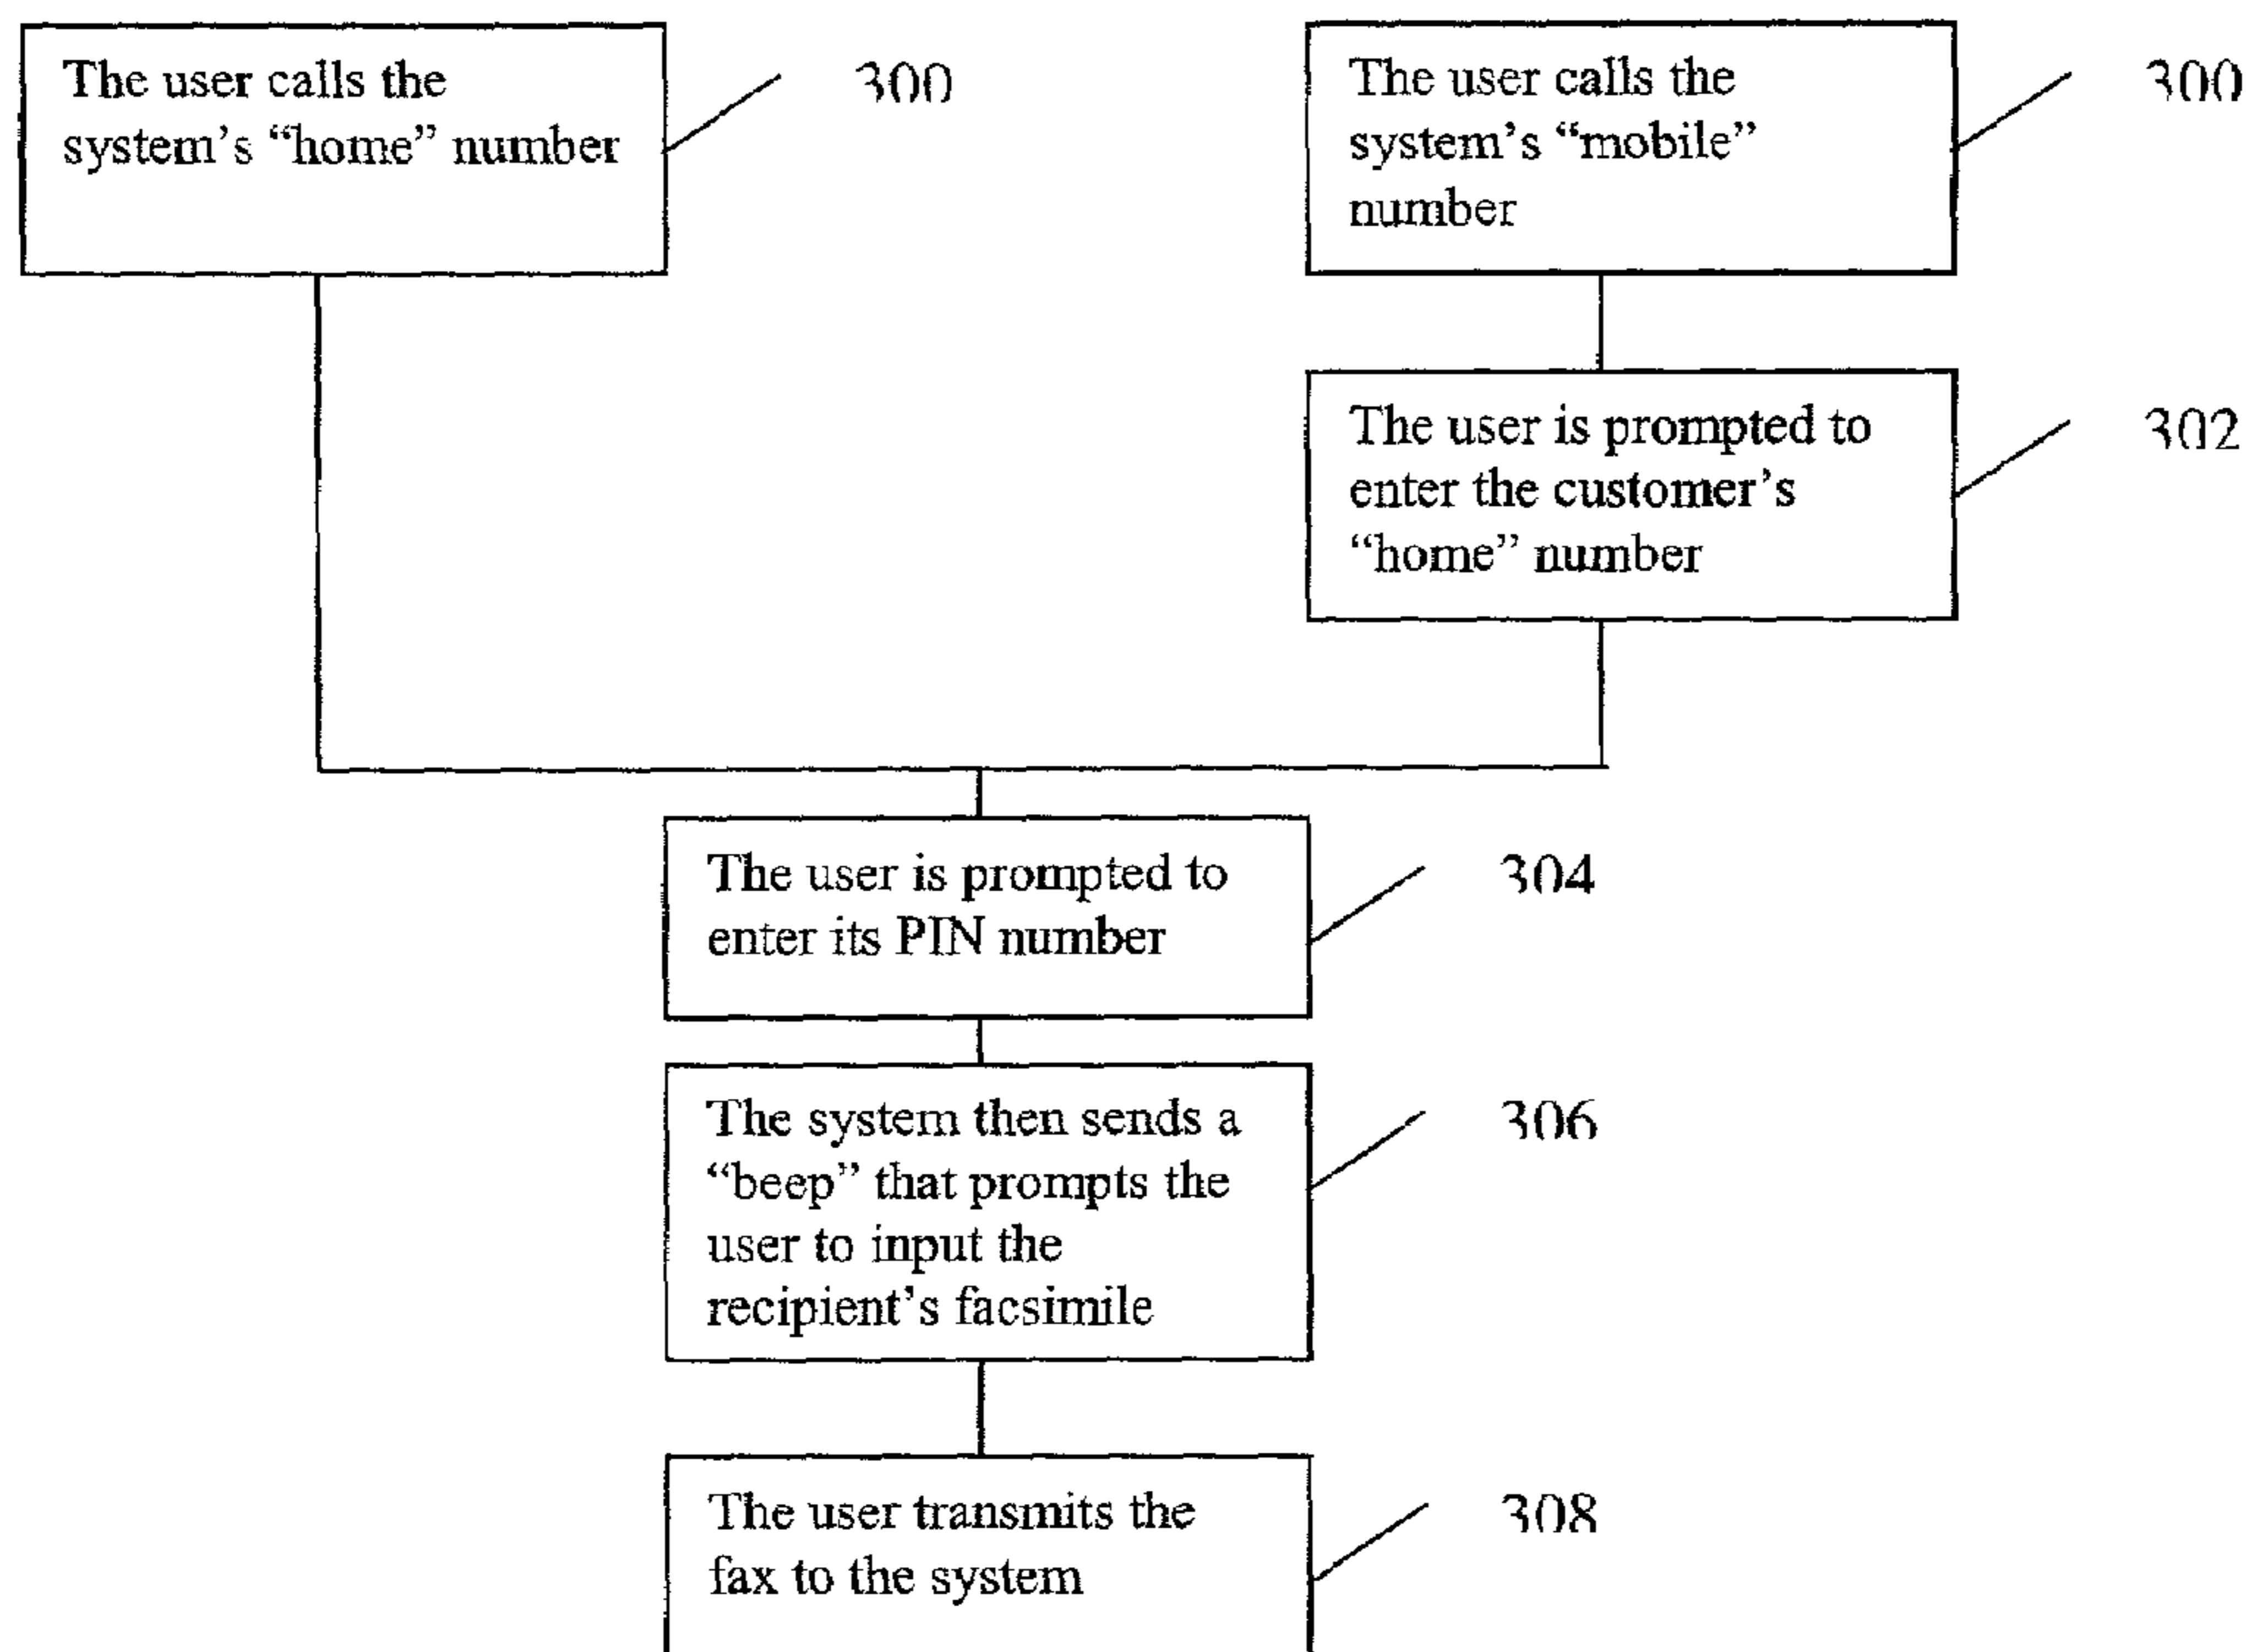 The user calls the
system's “home” number
300
The user calls the
system's “mobile”
number
300
The user is prompted to
enter the customer's
“home” number
302
The user is prompted to
enter its PIN number
304
The system then sends a
“beep” that prompts the
user to input the
recipient's facsimile
306
The user transmits the
fax to the system
308